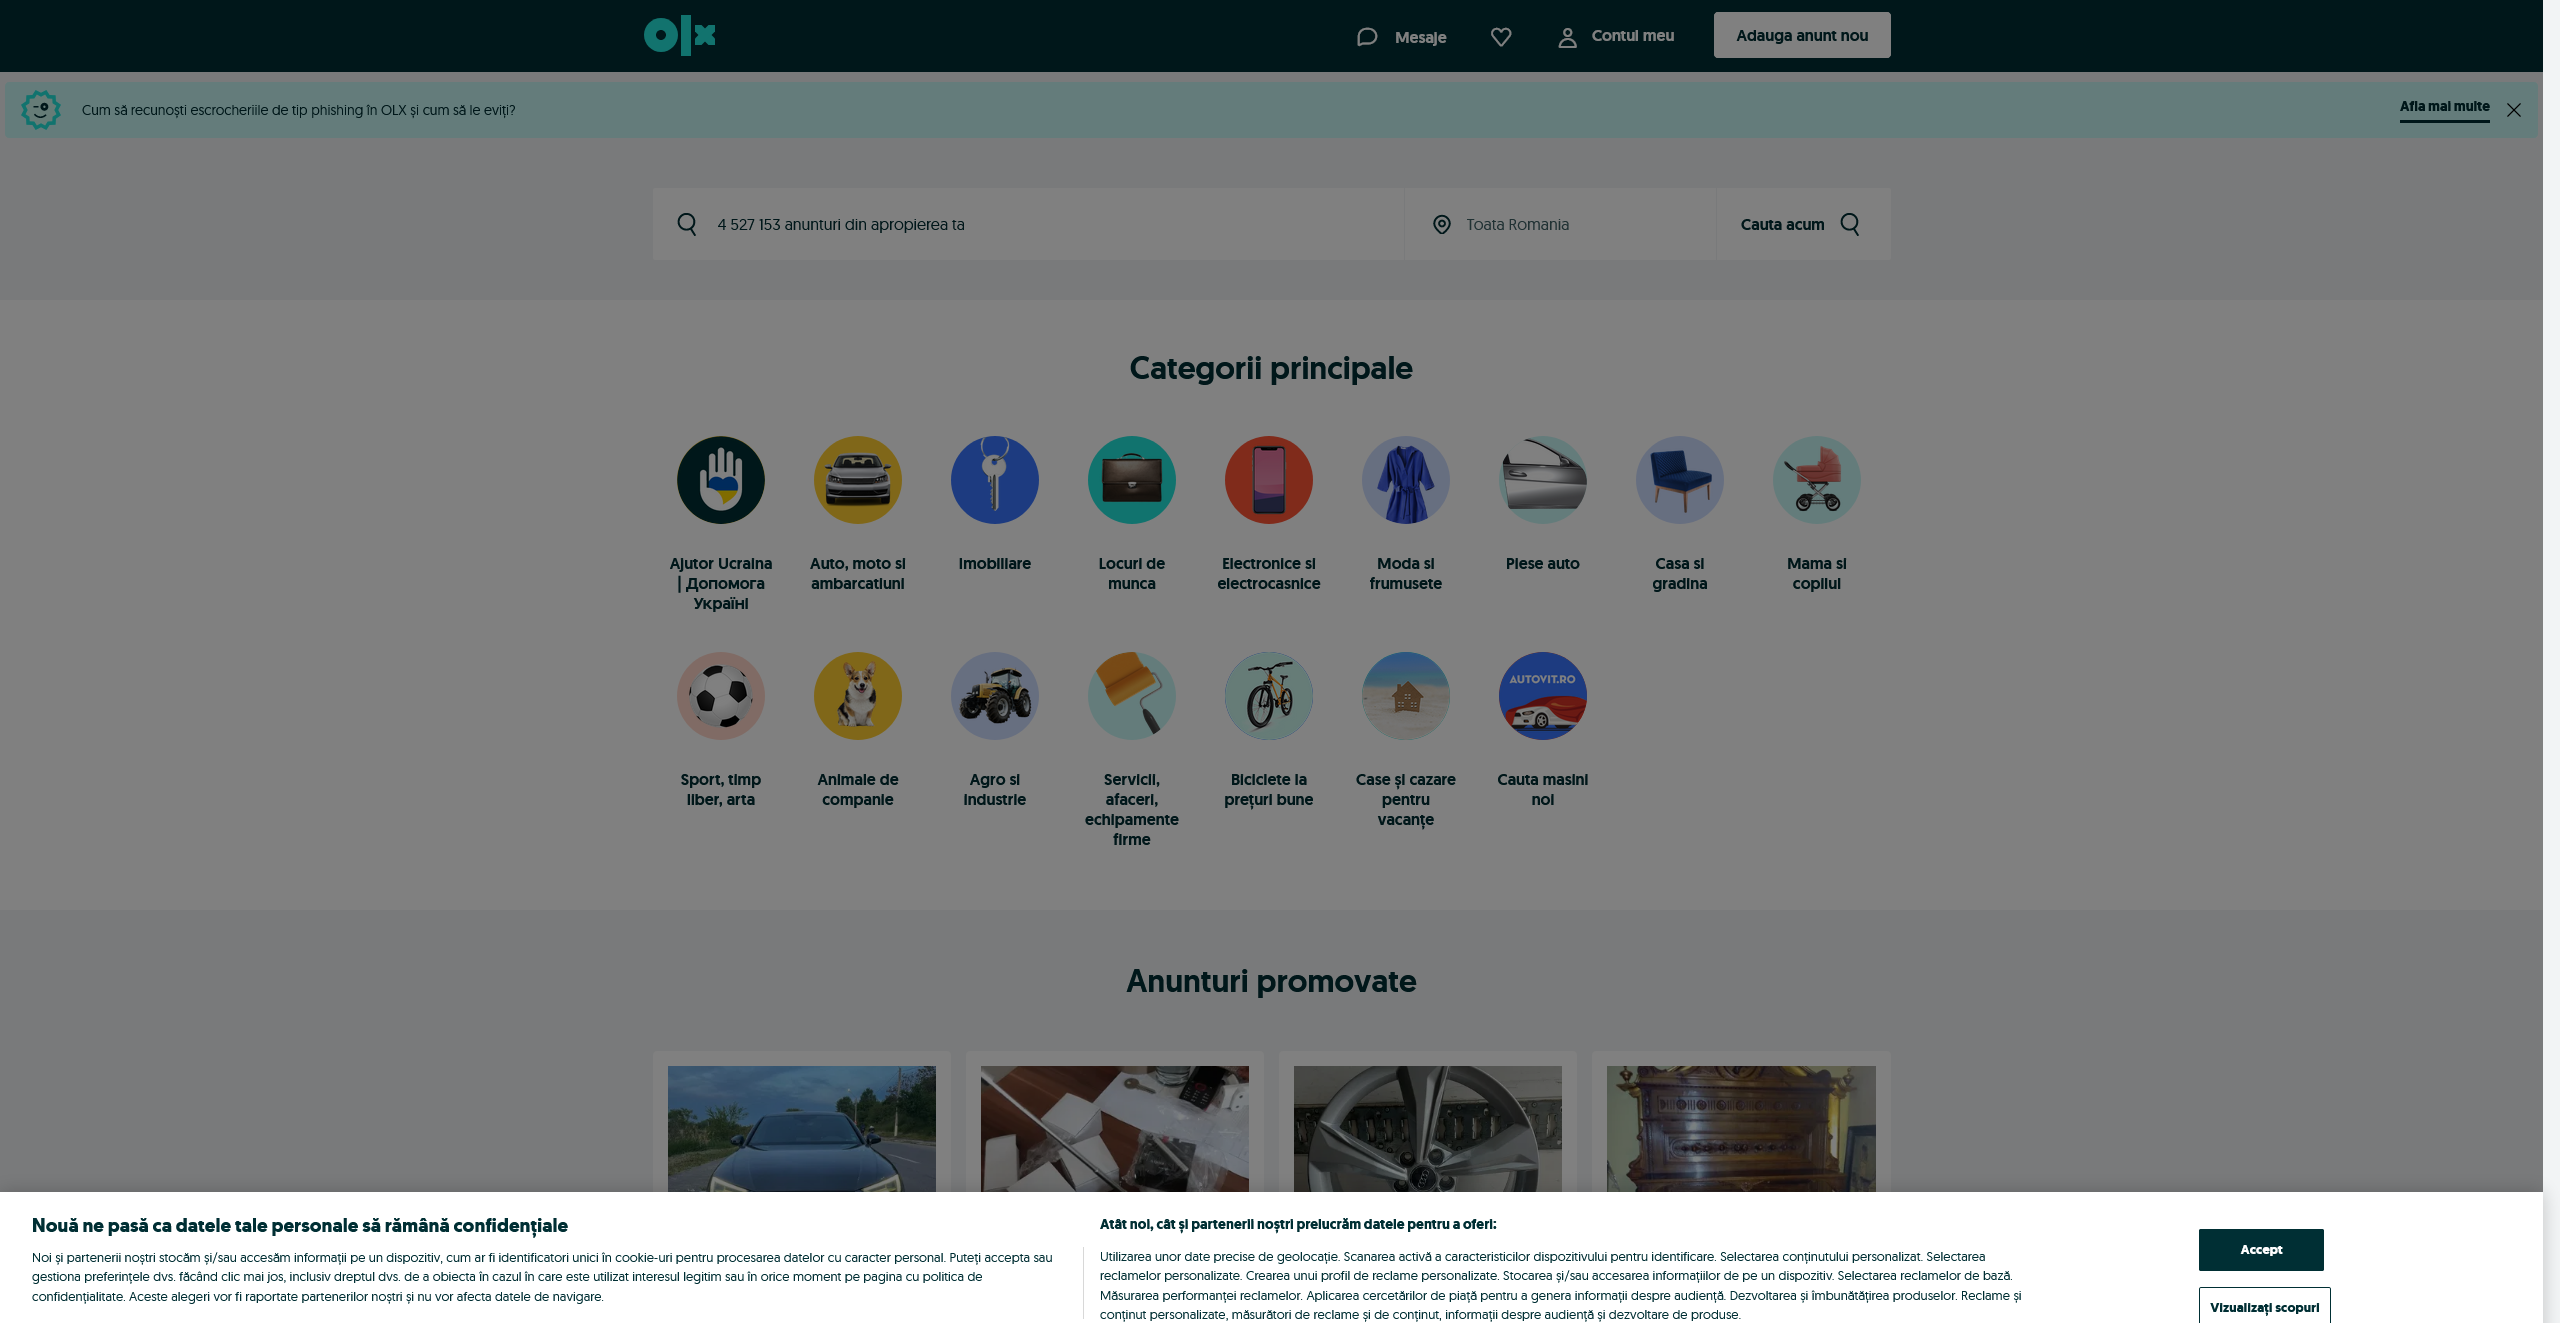 olx
Mesaje
Contul meu
Adauga anunt nou
Cum să recunoști escrocheriile de tip phishing în OLX și cum să le eviți?
Afla mai multe
4 527 153 anunturi din apropierea ta
Toata Romania
Cauta acum
Categorii principale
Ajutor Ucraina
| Допомога
Україні
Auto, moto si
ambarcatiuni
Imobiliare
Locuri de
munca
Electronice si
electrocasnice
Moda si
frumusete
Piese auto
Casa si
gradina
Mama si
copilul
Sport, timp
liber, arta
Animale de
companie
Agro si
industrie
Servicii,
afaceri,
echipamente
firme
Biciclete la
prețuri bune
Case și cazare
pentru
vacanțe
AUTOVIT.RO
Cauta masini
noi
Anunturi promovate
Nouă ne pasă ca datele tale personale să rămână confidențiale
Noi și partenerii noștri stocăm și/sau accesăm informații pe un dispozitiv, cum ar fi identificatori unici în cookie-uri pentru procesarea datelor cu caracter personal. Puteți accepta sau
gestiona preferințele dvs. făcând clic mai jos, inclusiv dreptul dvs. de a obiecta în cazul în care este utilizat interesul legitim sau în orice moment pe pagina cu politica de
confidențialitate. Aceste alegeri vor fi raportate partenerilor noștri și nu vor afecta datele de navigare.
Atât noi, cât și partenerii noștri prelucrăm datele pentru a oferi:
Utilizarea unor date precise de geolocație. Scanarea activă a caracteristicilor dispozitivului pentru identificare. Selectarea conținutului personalizat. Selectarea
reclamelor personalizate. Crearea unui profil de reclame personalizate. Stocarea și/sau accesarea informațiilor de pe un dispozitiv. Selectarea reclamelor de bază.
Măsurarea performanței reclamelor. Aplicarea cercetărilor de piață pentru a genera informații despre audiență. Dezvoltarea și îmbunătățirea produselor. Reclame și
conținut personalizate, măsurători de reclame și de conținut, informații despre audiență și dezvoltare de produse.
Accept
Vizualizați scopuri